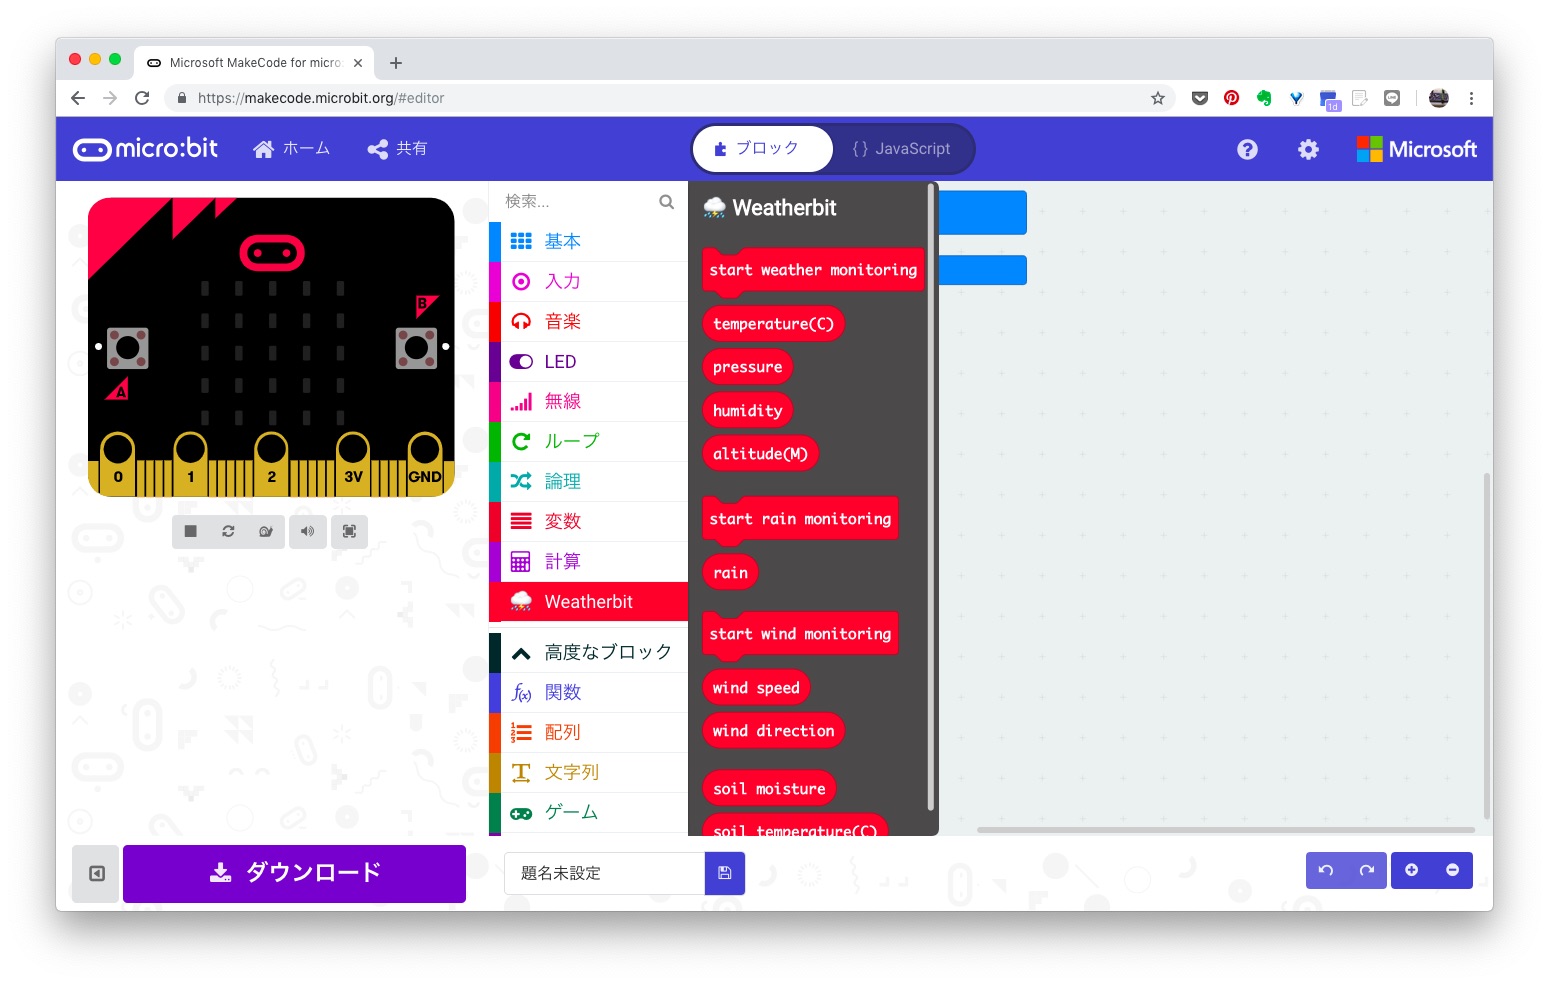 Microsoft MakeCode for micro:
https://makecode.microbit.org/#editor
1d
LINE
micro:bit
ホーム
共有
ブロック
{ } JavaScript
Microsoft
B
A
0
1
2
3V
GND
検索...
基本
入力
音楽
LED
無線
ループ
論理
変数
計算
Weatherbit
高度なブロック
f(x) 関数
配列
文字列
ゲーム
Weatherbit
start weather monitoring
temperature(C)
pressure
humidity
altitude(M)
start rain monitoring
rain
start wind monitoring
wind speed
wind direction
soil moisture
soil temperature(C)
ダウンロード
題名未設定